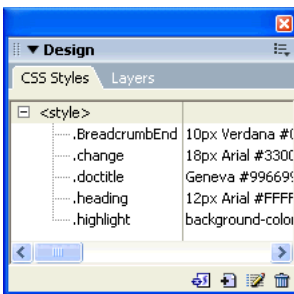 Design
CSS Styles Layers
<style>
.BreadcrumbEnd 10px Verdana #
.change 18px Arial #3300
.doctitle Geneva #99669
.heading 12px Arial #FFFF
.highlight background-color